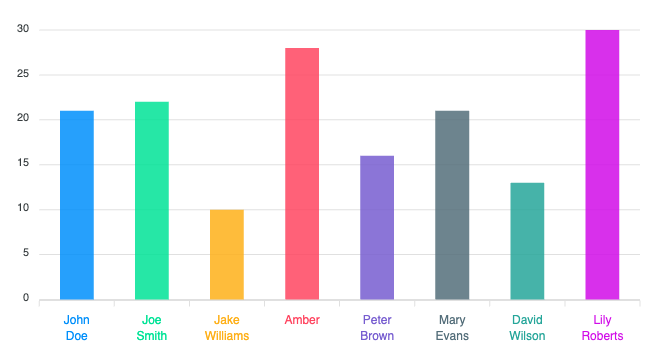 30
25
20
15
10
5
0
John
Doe
Joe
Smith
Jake
Williams
Amber
Peter
Brown
Mary
Evans
David
Wilson
Lily
Roberts